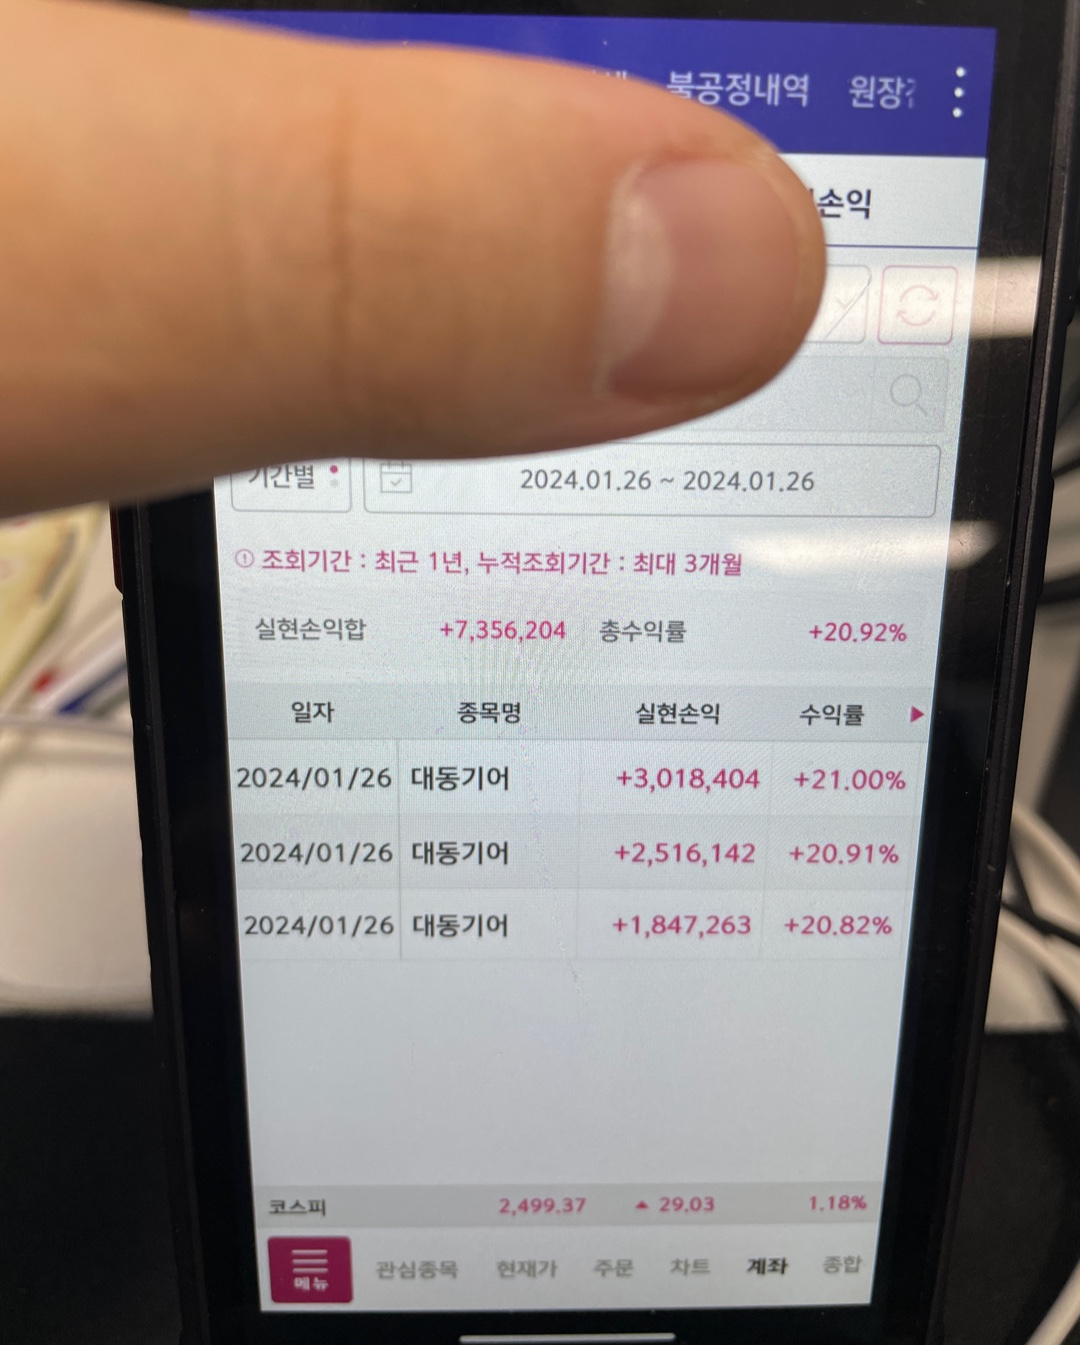 불공정내역
손익
기간별 2024.01.26 ~ 2024.01.26
조회기간 : 최근 1년, 누적조회기간 : 최대 3개월
실현손익합 +7,356,204 총수익률 +20.92%
일자 종목명 실현손익 수익률
2024/01/26 대동기어 +3,018,404 +21.00%
2024/01/26 대동기어 +2,516,142 +20.91%
2024/01/26 대동기어 +1,847,263 +20.82%
코스피 2,499.37 ▲ 29.03 1.18%
메뉴 관심종목 현재가 주문 차트 계좌 종합